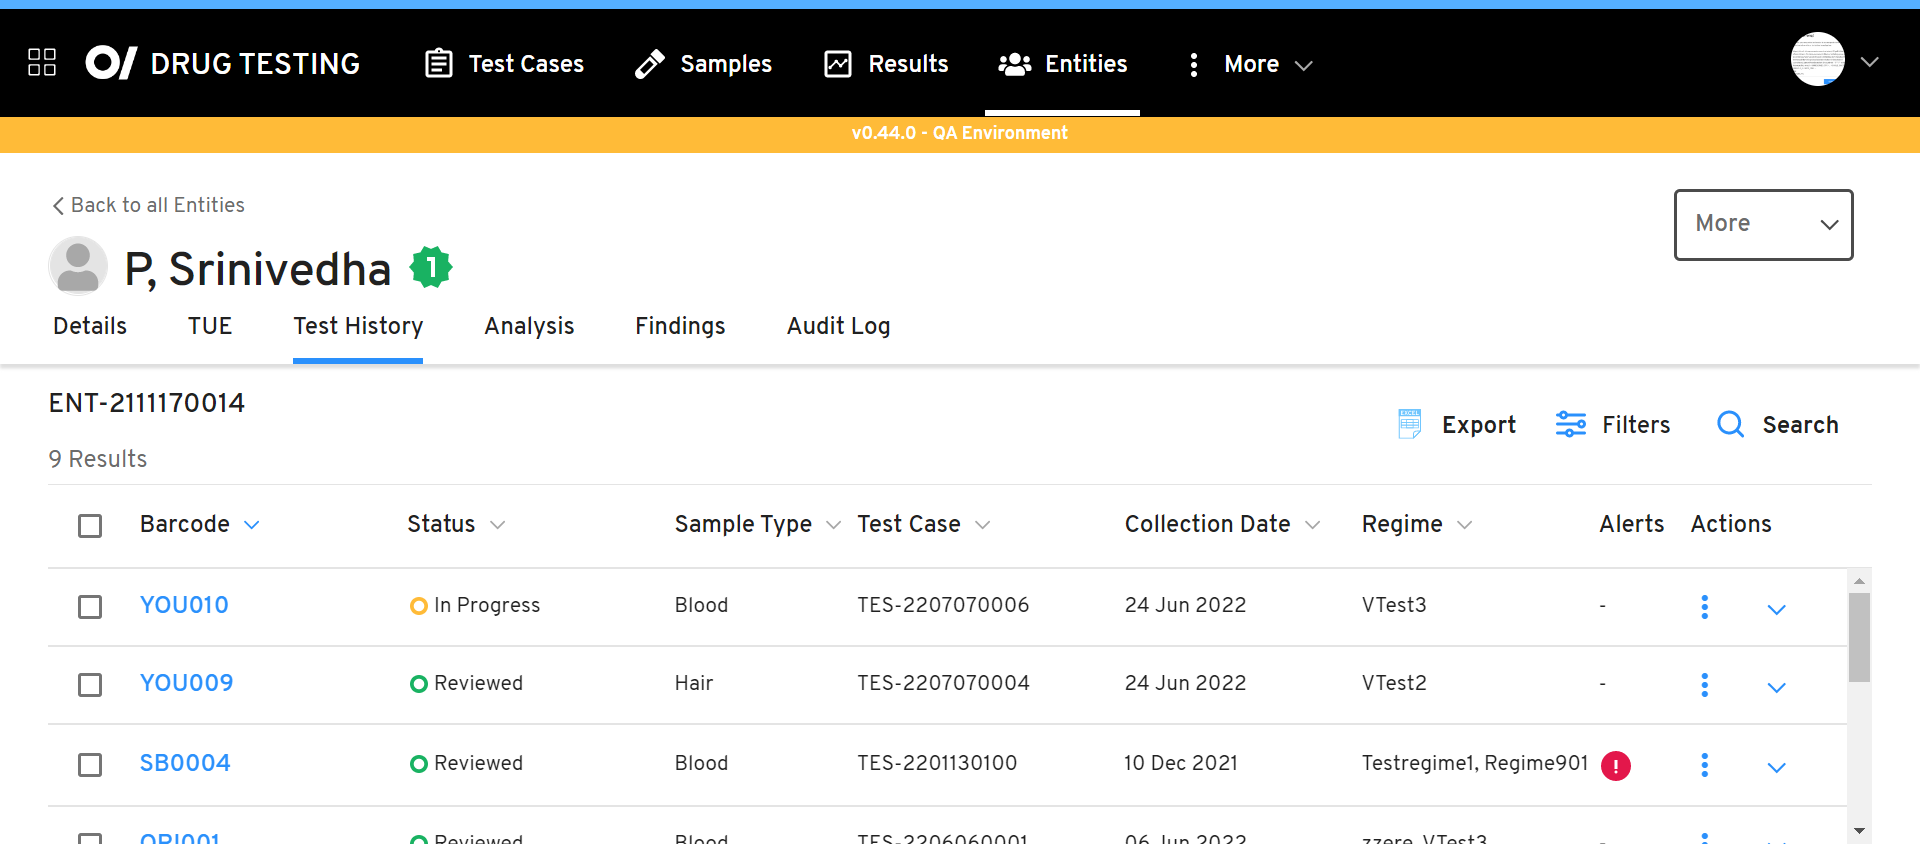 DRUG TESTING Test Cases Samples Results Entities More
v0.44.0 - QA Environment
Back to all Entities
More
P, Srinivedha 1
Details TUE Test History Analysis Findings Audit Log
ENT-2111170014
Export Filters Search
9 Results
Barcode Status Sample Type Test Case Collection Date Regime Alerts Actions
YOU010 In Progress Blood TES-2207070006 24 Jun 2022 VTest3 -
YOU009 Reviewed Hair TES-2207070004 24 Jun 2022 VTest2 -
SB0004 Reviewed Blood TES-2201130100 10 Dec 2021 Testregime1, Regime901 !
ORI001 Reviewed Blood TES-2206060001 06 Jun 2022 zzere, VTest3 -